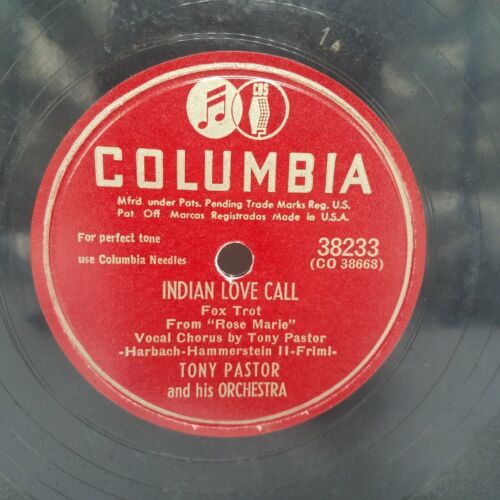 1A
CBS
COLUMBIA
Mfrd. under Pats. Pending Trade Marks Reg. U.S.
Pat. Off. Marcas Registradas Made in U.S.A.
For perfect tone
use Columbia Needles
38233
(CO 38668)
INDIAN LOVE CALL
Fox Trot
From "Rose Marie"
Vocal Chorus by Tony Pastor
-Harbach-Hammerstein II-Friml-
TONY PASTOR
and his ORCHESTRA